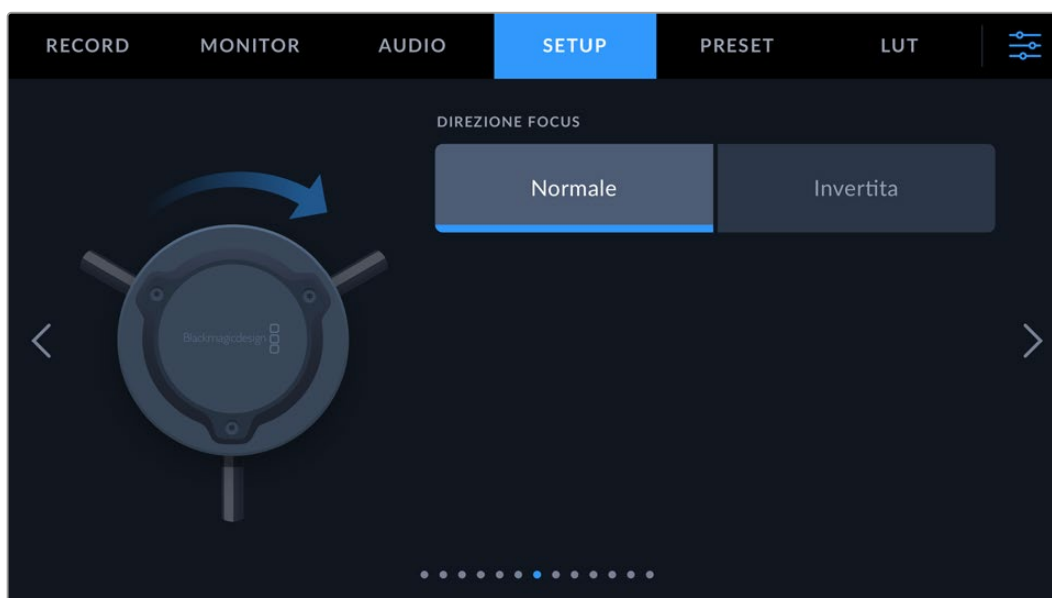 RECORD MONITOR AUDIO SETUP PRESET LUT
DIREZIONE FOCUS
Normale Invertita
Blackmagicdesign